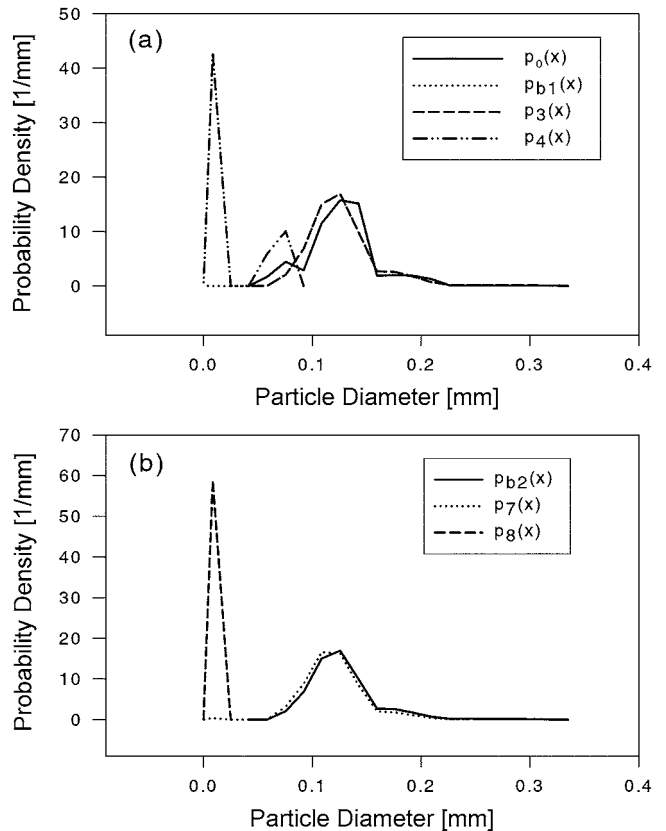 50
40
30
20
10
0
Probability Density [1/mm]
(a)
p₀(x)
p_b1(x)
p₃(x)
p₄(x)
0.0 0.1 0.2 0.3 0.4
Particle Diameter [mm]
70
60
50
40
30
20
10
0
Probability Density [1/mm]
(b)
p_b2(x)
p₇(x)
p₈(x)
0.0 0.1 0.2 0.3 0.4
Particle Diameter [mm]